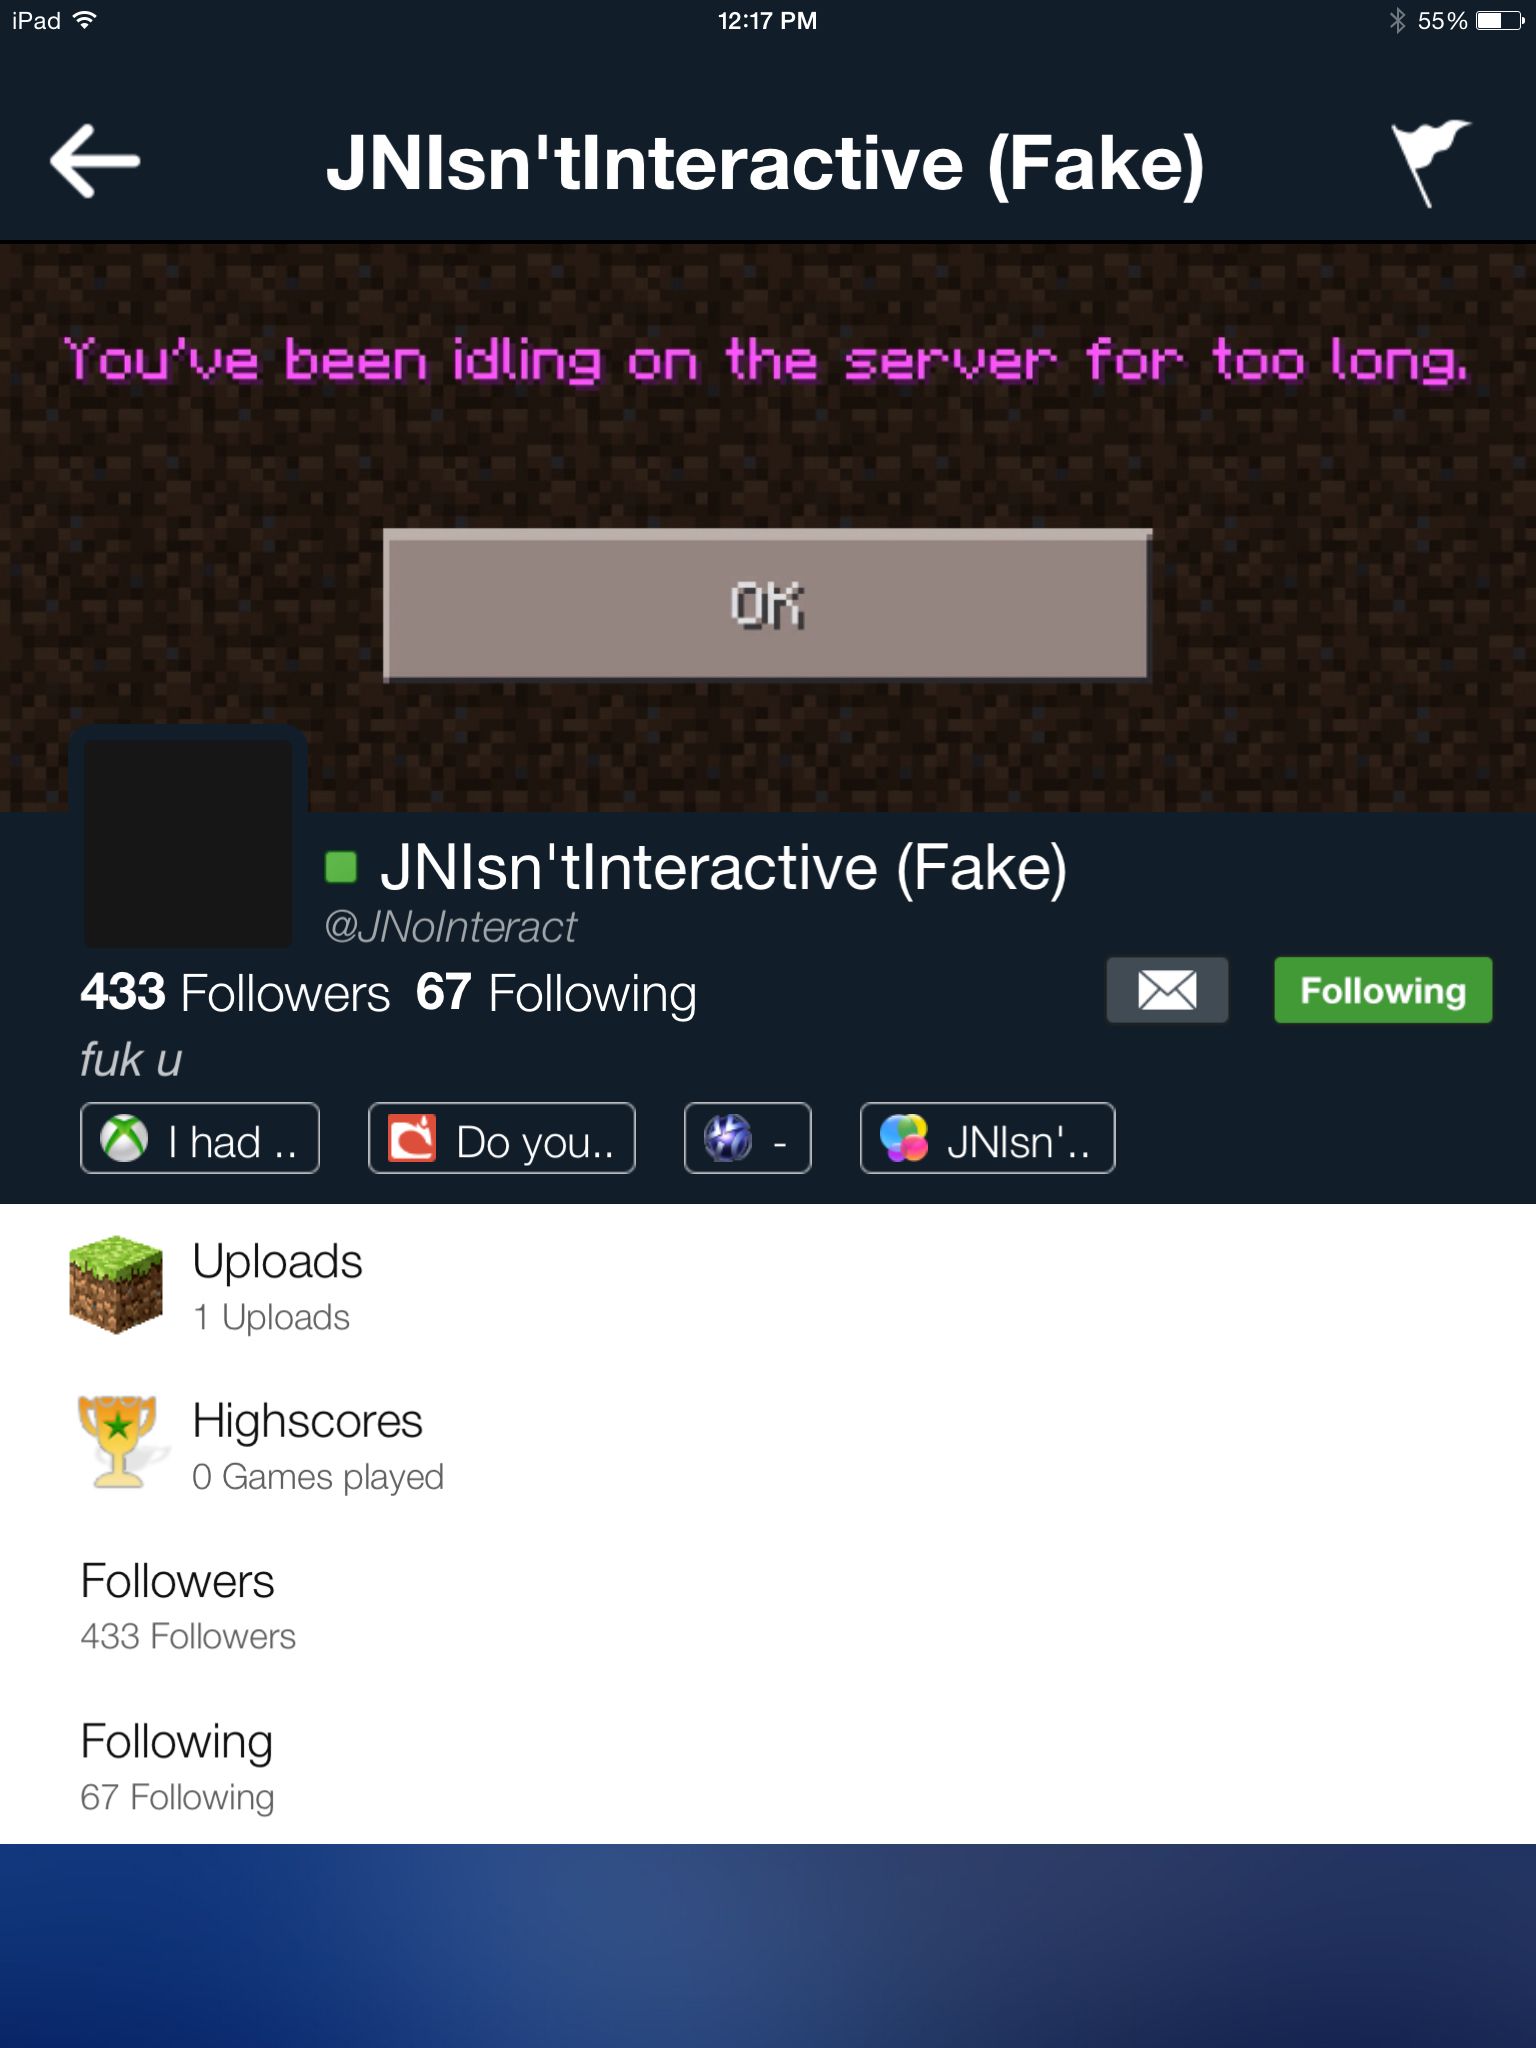 iPad 12:17 PM 55%
JNIsn'tInteractive (Fake)
You've been idling on the server for too long.
OK
JNIsn'tInteractive (Fake)
@JNoInteract
433 Followers 67 Following
Following
fuk u
I had ..
Do you..
-
JNIsn'..
Uploads
1 Uploads
Highscores
0 Games played
Followers
433 Followers
Following
67 Following